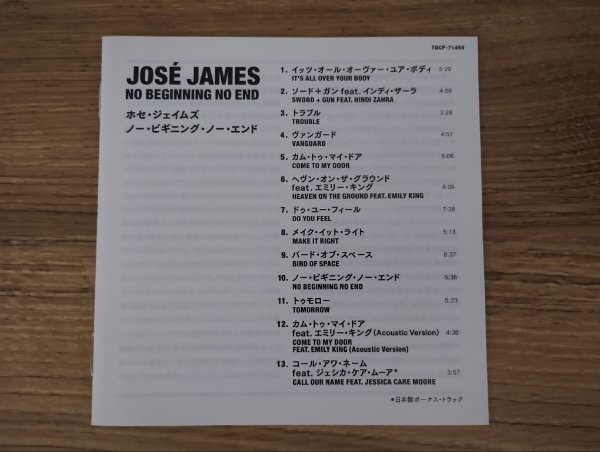 TOCP-71499
JOSÉ JAMES
NO BEGINNING NO END
ホセ・ジェイムズ
ノー・ビギニング・ノー・エンド
1. イッツ・オール・オーヴァー・ユア・ボディ 5:29
IT'S ALL OVER YOUR BODY
2. ソード+ガン feat. インディ・ザーラ 4:59
SWORD + GUN FEAT. HINDI ZAHRA
3. トラブル 3:28
TROUBLE
4. ヴァンガード 4:57
VANGUARD
5. カム・トゥ・マイ・ドア 5:06
COME TO MY DOOR
6. ヘヴン・オン・ザ・グラウンド
feat. エミリー・キング 4:09
HEAVEN ON THE GROUND FEAT. EMILY KING
7. ドゥ・ユー・フィール 7:36
DO YOU FEEL
8. メイク・イット・ライト 5:13
MAKE IT RIGHT
9. バード・オブ・スペース 8:37
BIRD OF SPACE
10. ノー・ビギニング・ノー・エンド 5:36
NO BEGINNING NO END
11. トゥモロー 5:23
TOMORROW
12. カム・トゥ・マイ・ドア
feat. エミリー・キング (Acoustic Version) 4:38
COME TO MY DOOR
FEAT. EMILY KING (Acoustic Version)
13. コール・アワ・ネーム
feat. ジェシカ・ケア・ムーア* 3:57
CALL OUR NAME FEAT. JESSICA CARE MOORE
*日本製ボーナス・トラック